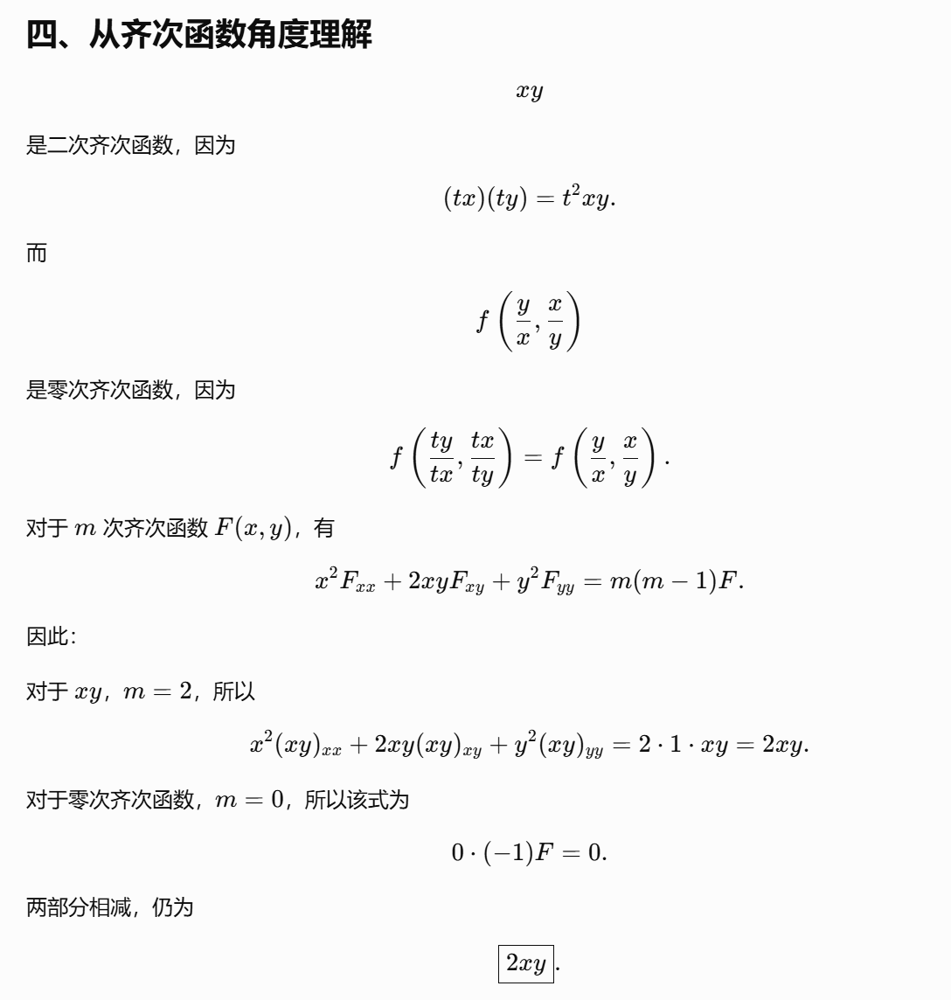 四、从齐次函数角度理解
$xy$
是二次齐次函数，因为
$(tx)(ty) = t^2xy.$
而
$f\left(\frac{y}{x}, \frac{x}{y}\right)$
是零次齐次函数，因为
$f\left(\frac{ty}{tx}, \frac{tx}{ty}\right) = f\left(\frac{y}{x}, \frac{x}{y}\right).$
对于 $m$ 次齐次函数 $F(x, y)$，有
$x^2F_{xx} + 2xyF_{xy} + y^2F_{yy} = m(m-1)F.$
因此：
对于 $xy$，$m = 2$，所以
$x^2(xy)_{xx} + 2xy(xy)_{xy} + y^2(xy)_{yy} = 2 \cdot 1 \cdot xy = 2xy.$
对于零次齐次函数，$m = 0$，所以该式为
$0 \cdot (-1)F = 0.$
两部分相减，仍为
$\boxed{2xy}.$